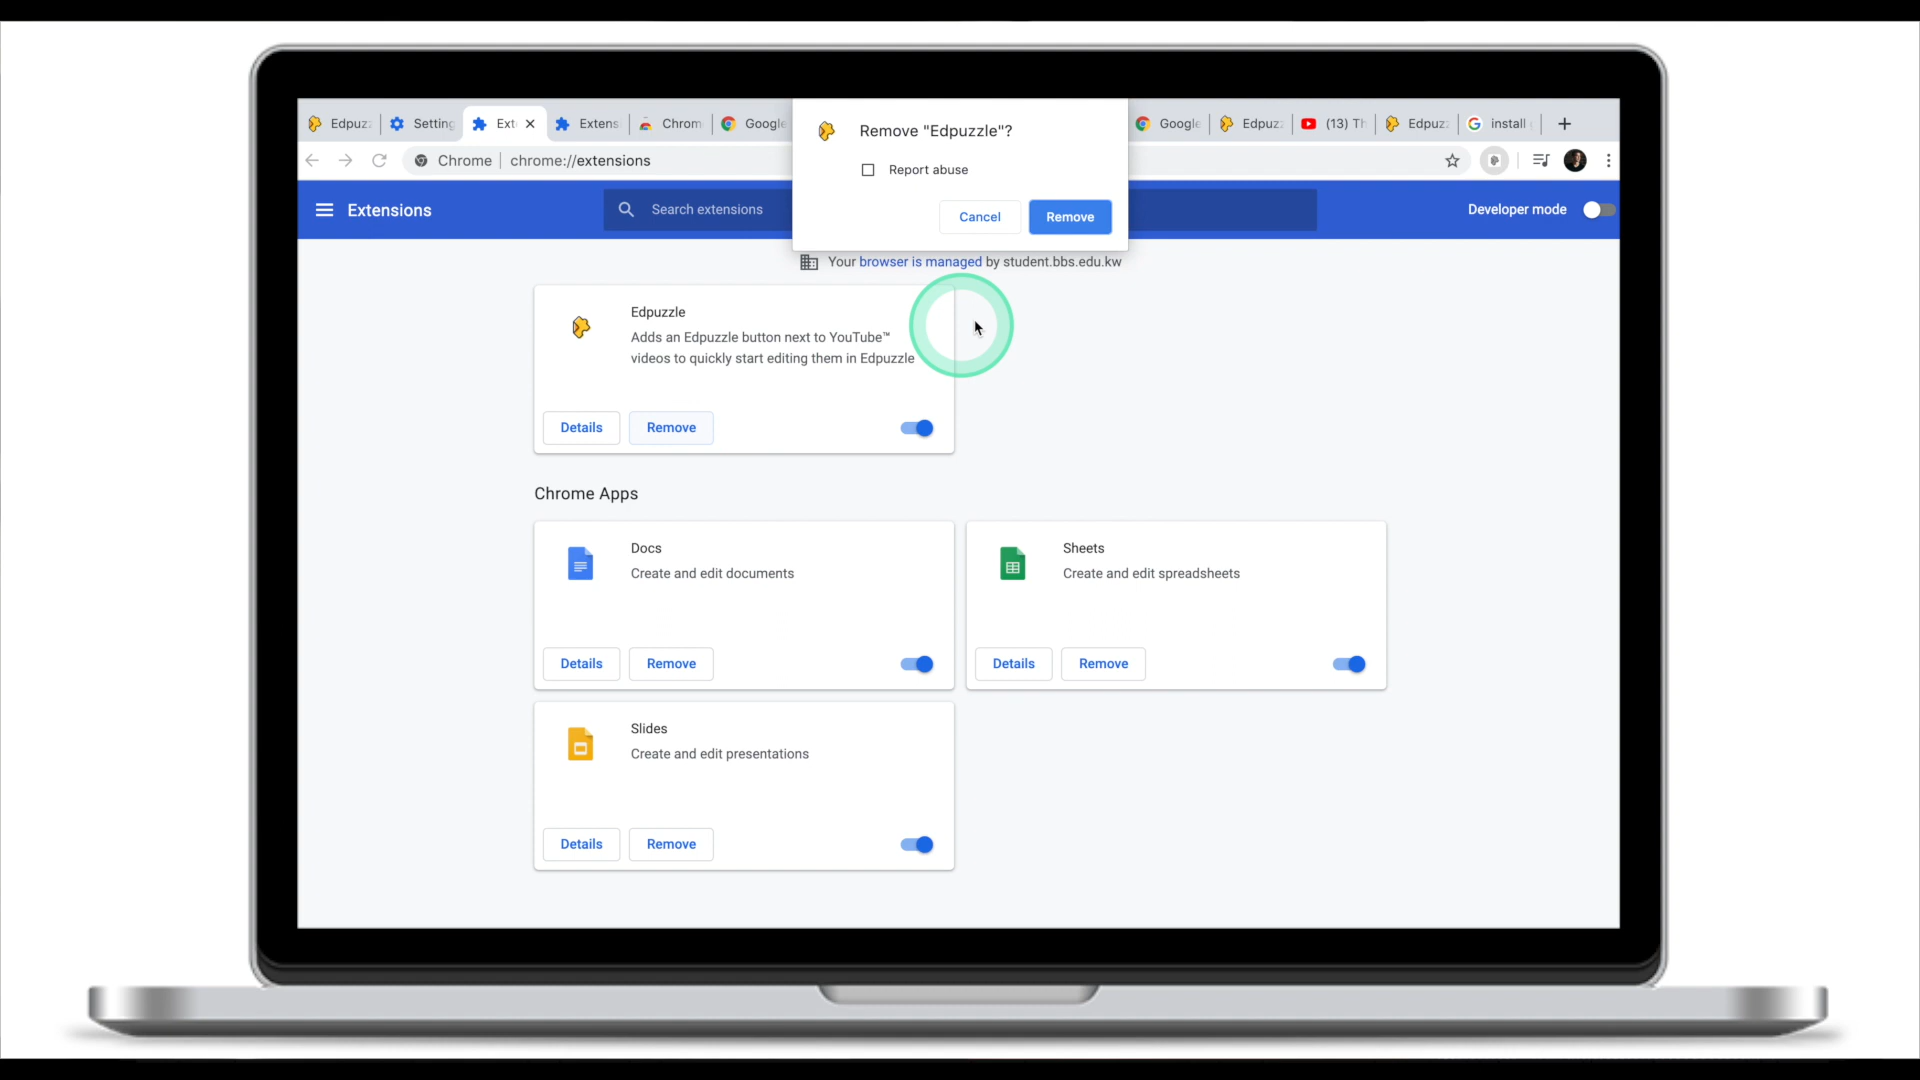 Edpuzz
Setting
Ext
Extens
Chrom
Google
Google
Edpuzz
(13) Th
Edpuzz
install
Chrome
chrome://extensions
Remove "Edpuzzle"?
Report abuse
Cancel
Remove
Extensions
Search extensions
Developer mode
Your browser is managed by student.bbs.edu.kw
Edpuzzle
Adds an Edpuzzle button next to YouTube™
videos to quickly start editing them in Edpuzzle
Details
Remove
Chrome Apps
Docs
Create and edit documents
Details
Remove
Sheets
Create and edit spreadsheets
Details
Remove
Slides
Create and edit presentations
Details
Remove